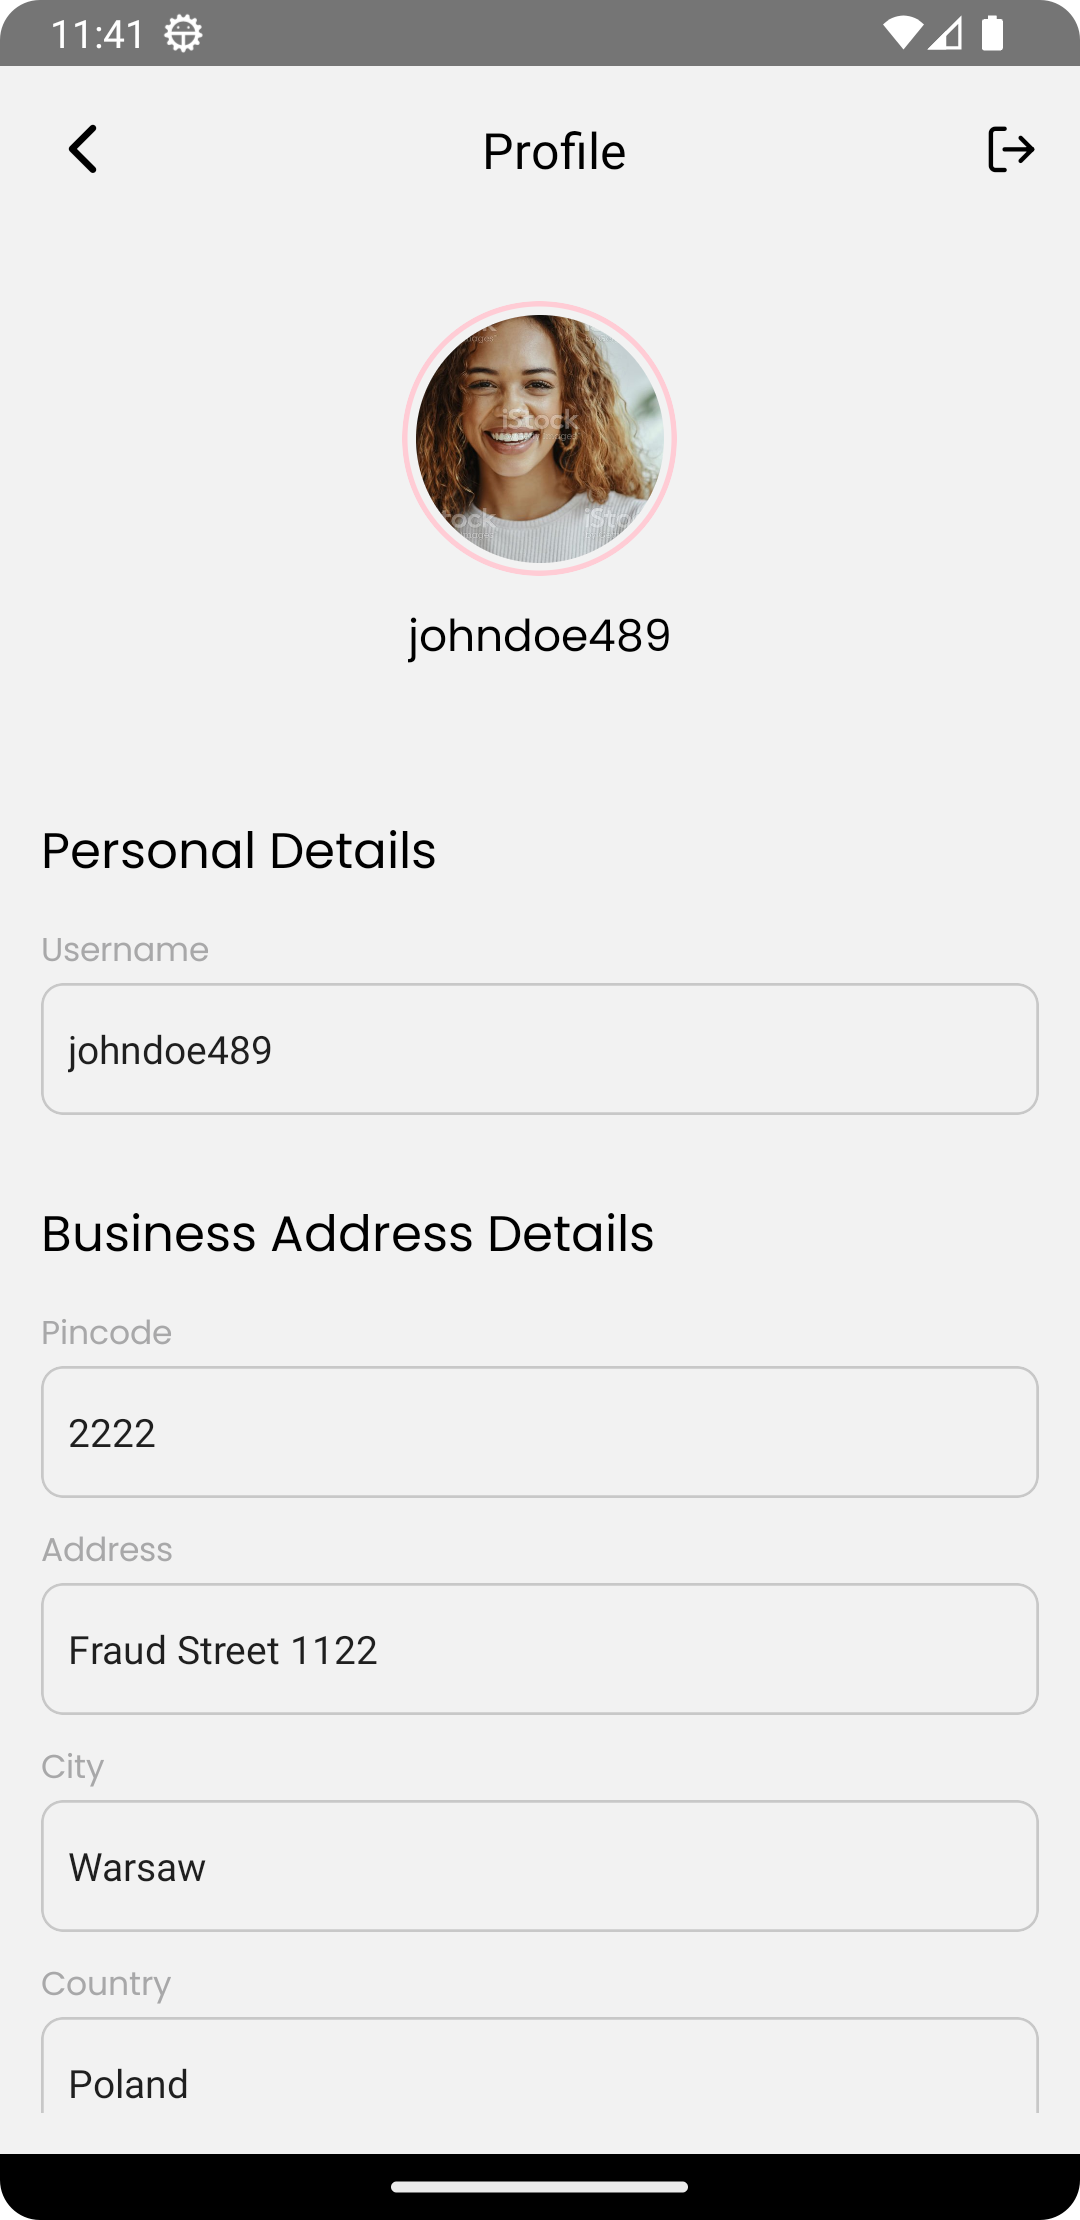 11:41
Profile
iStock
johndoe489
Personal Details
Username
johndoe489
Business Address Details
Pincode
2222
Address
Fraud Street 1122
City
Warsaw
Country
Poland